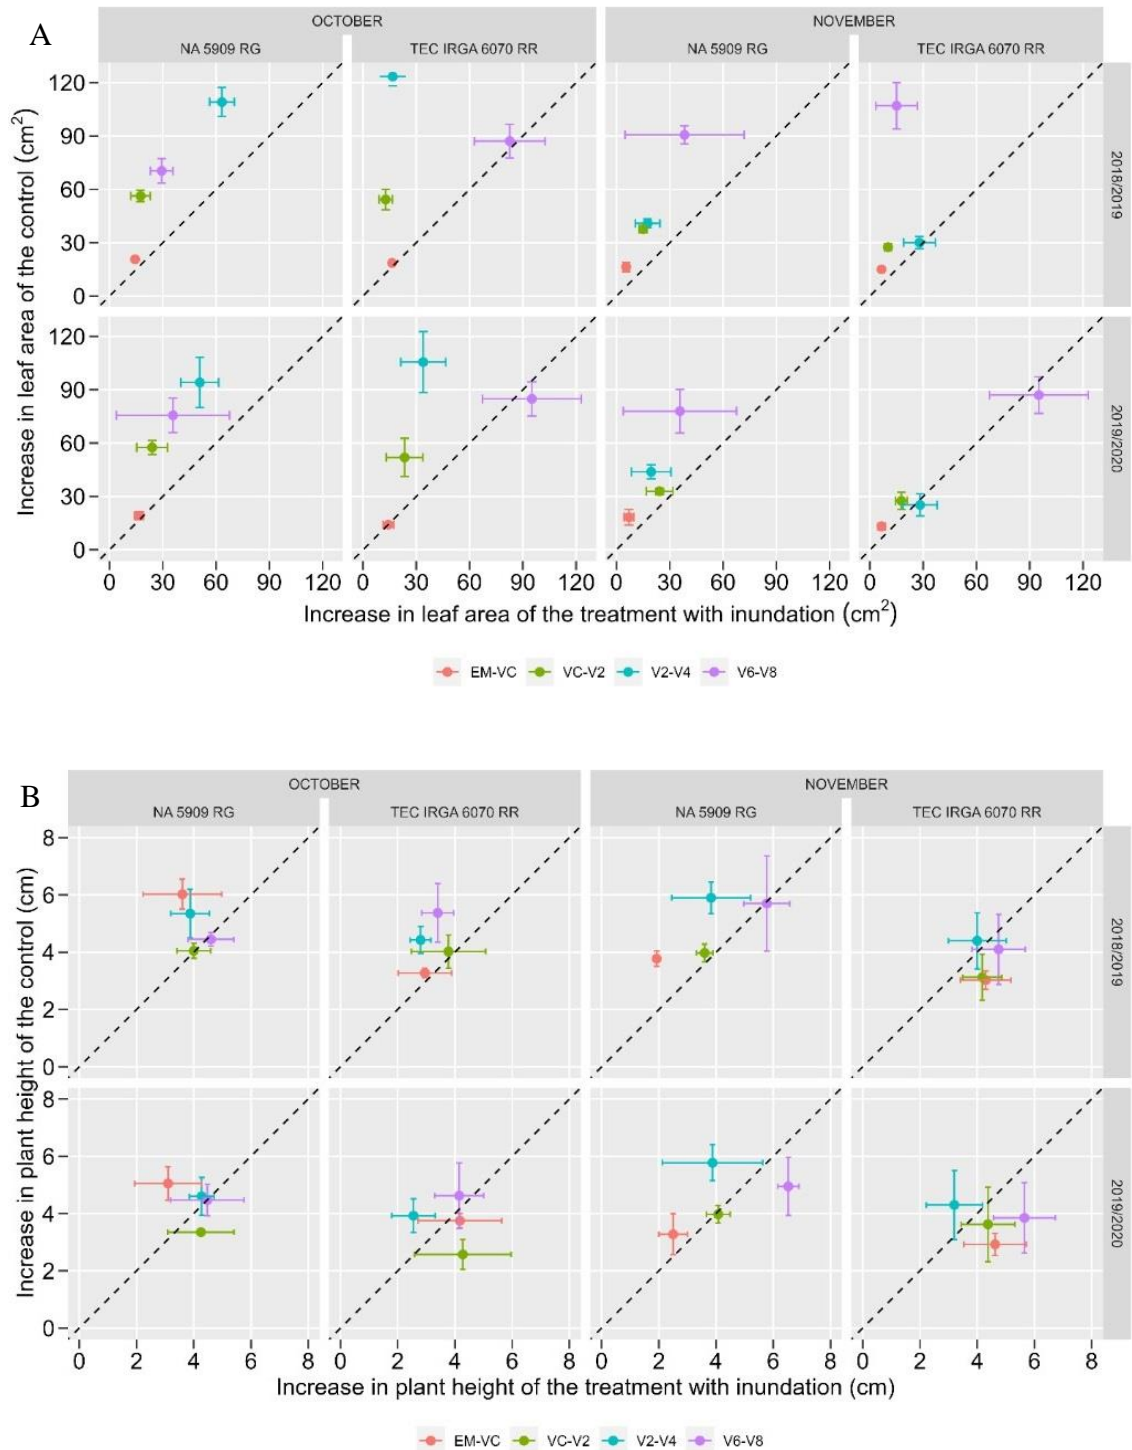 A
OCTOBER NOVEMBER
NA 5909 RG TEC IRGA 6070 RR NA 5909 RG TEC IRGA 6070 RR
Increase in leaf area of the control (cm²)
120
90
60
30
0
2018/2019
120
90
60
30
0
2019/2020
0 30 60 90 120 0 30 60 90 120 0 30 60 90 120 0 30 60 90 120
Increase in leaf area of the treatment with inundation (cm²)
EM-VC VC-V2 V2-V4 V6-V8
B
OCTOBER NOVEMBER
NA 5909 RG TEC IRGA 6070 RR NA 5909 RG TEC IRGA 6070 RR
Increase in plant height of the control (cm)
8
6
4
2
0
2018/2019
8
6
4
2
0
2019/2020
0 2 4 6 8 0 2 4 6 8 0 2 4 6 8 0 2 4 6 8
Increase in plant height of the treatment with inundation (cm)
EM-VC VC-V2 V2-V4 V6-V8